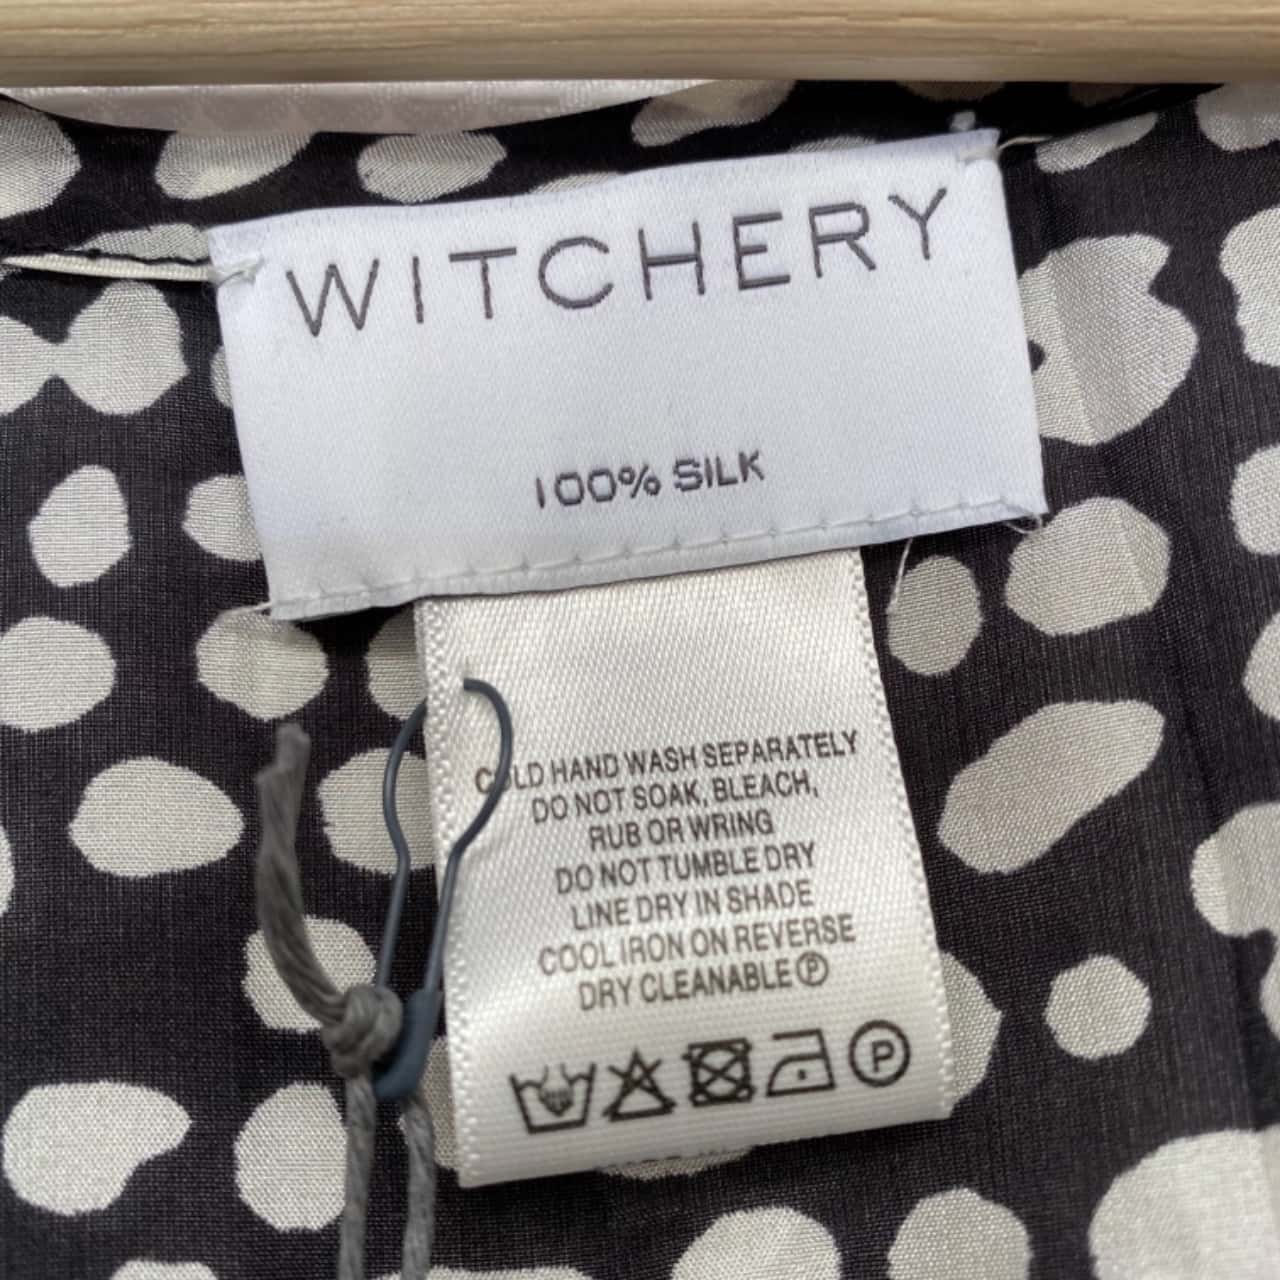 WITCHERY
100% SILK
COLD HAND WASH SEPARATELY
DO NOT SOAK, BLEACH,
RUB OR WRING
DO NOT TUMBLE DRY
LINE DRY IN SHADE
COOL IRON ON REVERSE
DRY CLEANABLE Ⓟ
Ⓟ